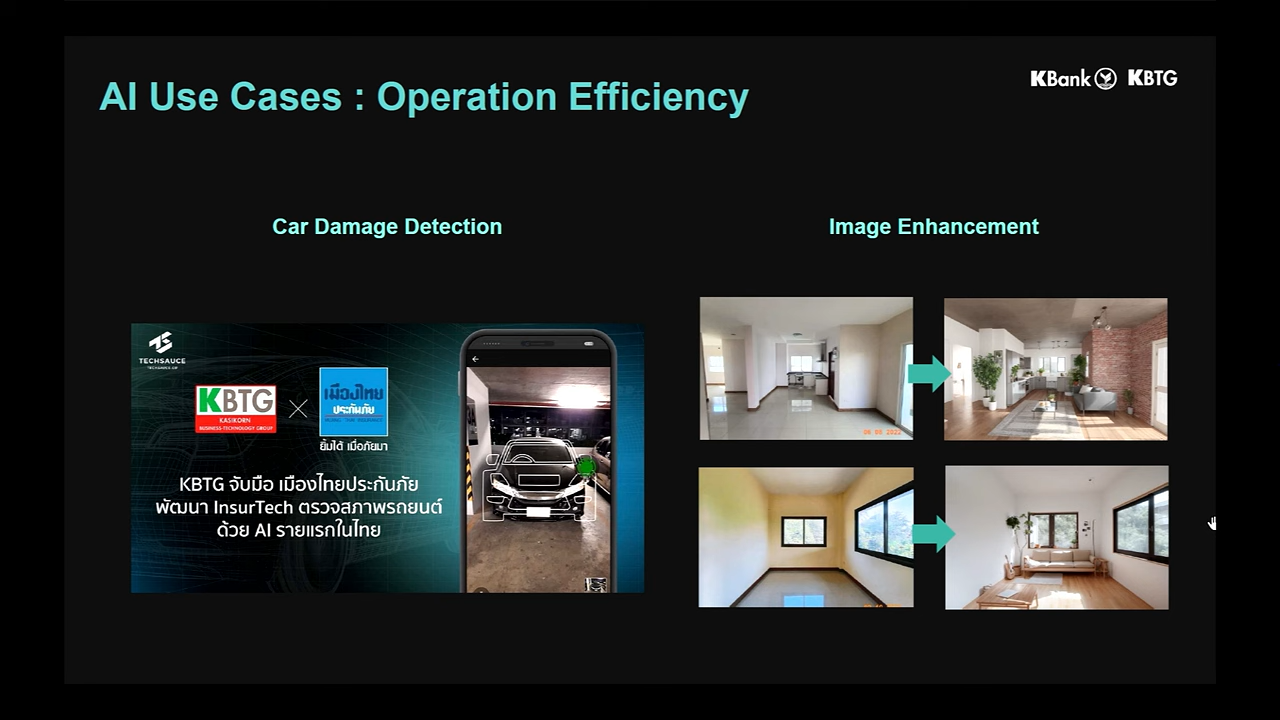 AI Use Cases : Operation Efficiency
KBank KBTG
Car Damage Detection
Image Enhancement
TECHSAUCE
KBTG
KASIKORN
BUSINESS-TECHNOLOGY GROUP
เมืองไทย
ประกันภัย
ยิ้มได้ เมื่อภัยมา
KBTG จับมือ เมืองไทยประกันภัย
พัฒนา InsurTech ตรวจสภาพรถยนต์
ด้วย AI รายแรกในไทย